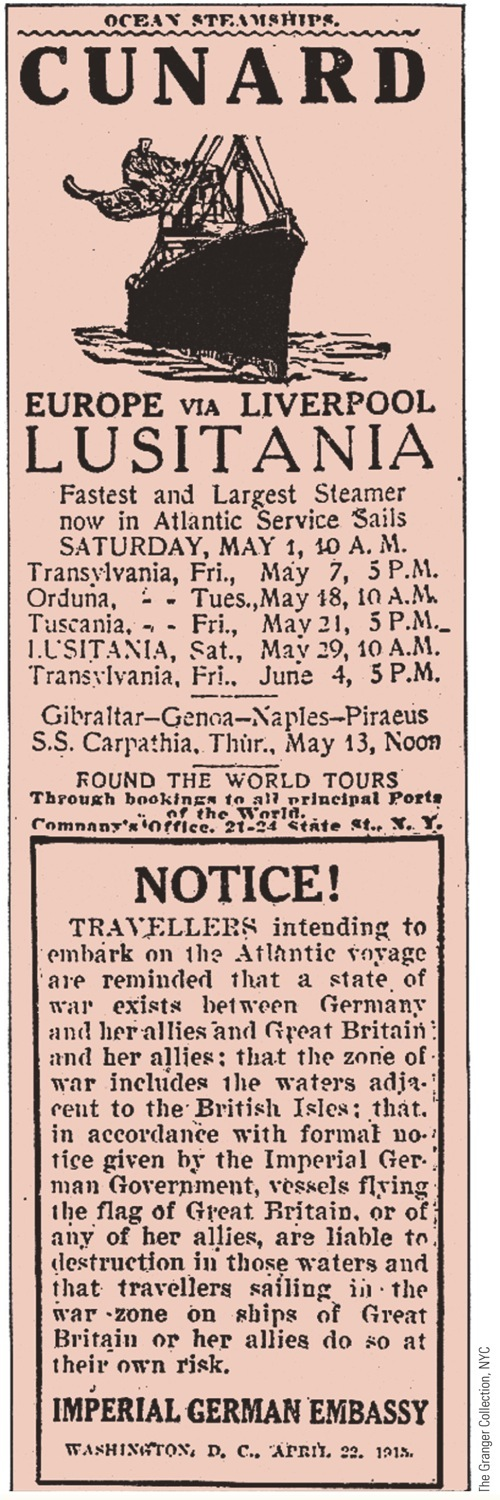 OCEAN STEAMSHIPS.
CUNARD
EUROPE VIA LIVERPOOL
LUSITANIA
Fastest and Largest Steamer
now in Atlantic Service Sails
SATURDAY, MAY 1, 10 A. M.
Transylvania, Fri., May 7, 5 P.M.
Orduna, - - Tues., May 18, 10 A.M.
Tuscania, - - Fri., May 21, 5 P.M.
LUSITANIA, Sat., May 29, 10 A.M.
Transylvania, Fri., June 4, 5 P.M.
Gibraltar–Genoa–Naples–Piraeus
S.S. Carpathia, Thur., May 13, Noon
ROUND THE WORLD TOURS
Through bookings to all principal Ports
of the World.
Company's Office, 21-24 State St., N. Y.
NOTICE!
TRAVELLERS intending to
embark on the Atlantic voyage
are reminded that a state of
war exists between Germany
and her allies and Great Britain
and her allies; that the zone of
war includes the waters adja-
cent to the British Isles; that,
in accordance with formal no-
tice given by the Imperial Ger-
man Government, vessels flying
the flag of Great Britain, or of
any of her allies, are liable to
destruction in those waters and
that travellers sailing in the
war zone on ships of Great
Britain or her allies do so at
their own risk.
IMPERIAL GERMAN EMBASSY
WASHINGTON, D. C., APRIL 22, 1915.
The Granger Collection, NYC